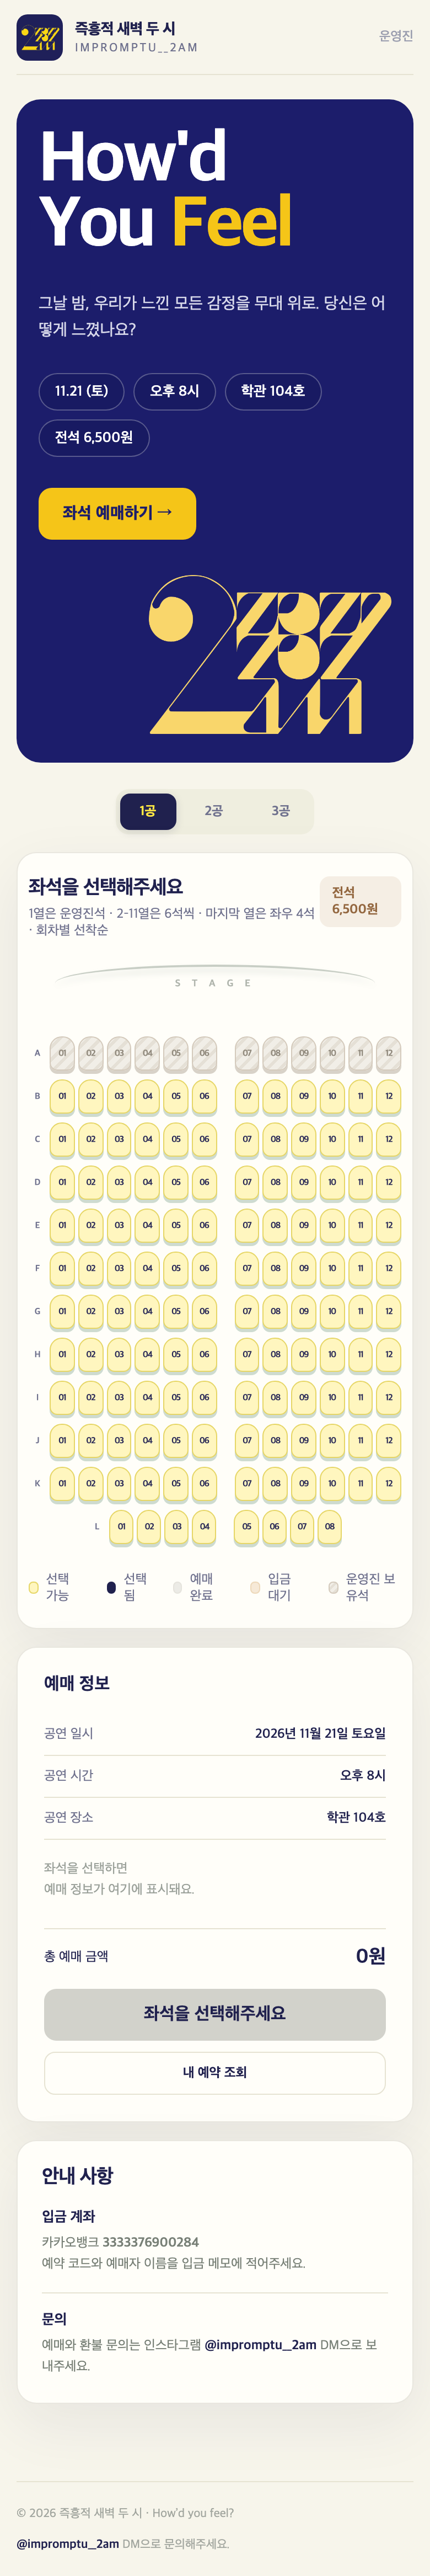 즉흥적 새벽 두 시
IMPROMPTU__2AM
운영진
How'd
You Feel
그날 밤, 우리가 느낀 모든 감정을 무대 위로. 당신은 어
떻게 느꼈나요?
11.21 (토)
오후 8시
학관 104호
전석 6,500원
좌석 예매하기 →
1공
2공
3공
좌석을 선택해주세요
1열은 운영진석 · 2-11열은 6석씩 · 마지막 열은 좌우 4석
· 회차별 선착순
전석
6,500원
STAGE
A 01 02 03 04 05 06 07 08 09 10 11 12
B 01 02 03 04 05 06 07 08 09 10 11 12
C 01 02 03 04 05 06 07 08 09 10 11 12
D 01 02 03 04 05 06 07 08 09 10 11 12
E 01 02 03 04 05 06 07 08 09 10 11 12
F 01 02 03 04 05 06 07 08 09 10 11 12
G 01 02 03 04 05 06 07 08 09 10 11 12
H 01 02 03 04 05 06 07 08 09 10 11 12
I 01 02 03 04 05 06 07 08 09 10 11 12
J 01 02 03 04 05 06 07 08 09 10 11 12
K 01 02 03 04 05 06 07 08 09 10 11 12
L 01 02 03 04 05 06 07 08
선택
가능
선택
됨
예매
완료
입금
대기
운영진 보
유석
예매 정보
공연 일시 2026년 11월 21일 토요일
공연 시간 오후 8시
공연 장소 학관 104호
좌석을 선택하면
예매 정보가 여기에 표시돼요.
총 예매 금액 0원
좌석을 선택해주세요
내 예약 조회
안내 사항
입금 계좌
카카오뱅크 3333376900284
예약 코드와 예매자 이름을 입금 메모에 적어주세요.
문의
예매와 환불 문의는 인스타그램 @impromptu__2am DM으로 보
내주세요.
© 2026 즉흥적 새벽 두 시 · How'd you feel?
@impromptu__2am DM으로 문의해주세요.